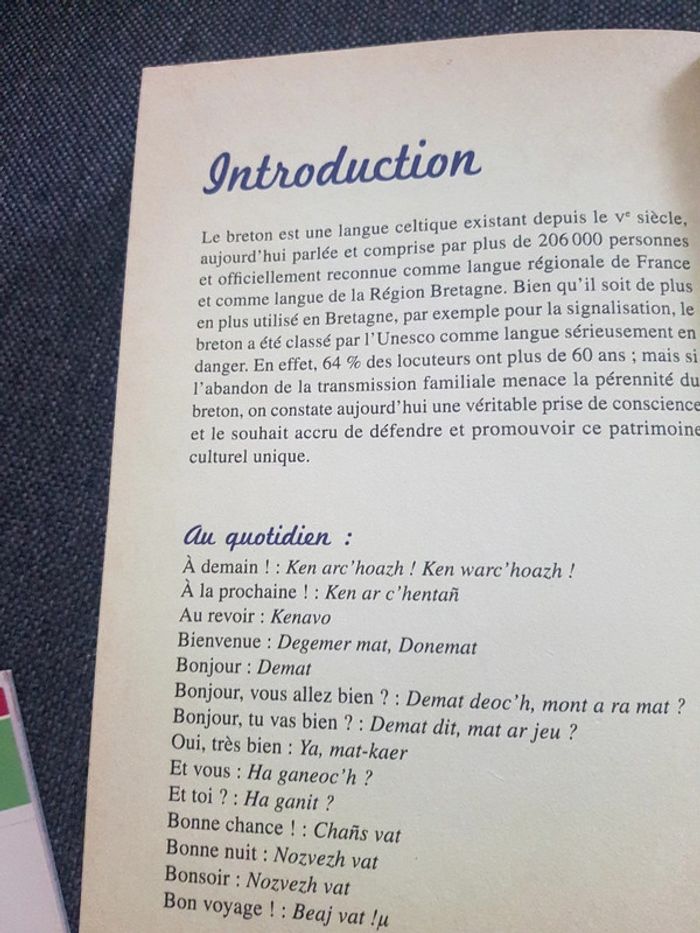 Introduction
Le breton est une langue celtique existant depuis le Vᵉ siècle,
aujourd'hui parlée et comprise par plus de 206 000 personnes
et officiellement reconnue comme langue régionale de France
et comme langue de la Région Bretagne. Bien qu'il soit de plus
en plus utilisé en Bretagne, par exemple pour la signalisation, le
breton a été classé par l'Unesco comme langue sérieusement en
danger. En effet, 64 % des locuteurs ont plus de 60 ans ; mais si
l'abandon de la transmission familiale menace la pérennité du
breton, on constate aujourd'hui une véritable prise de conscience
et le souhait accru de défendre et promouvoir ce patrimoine
culturel unique.
Au quotidien :
À demain ! : Ken arc'hoazh ! Ken warc'hoazh !
À la prochaine ! : Ken ar c'hentañ
Au revoir : Kenavo
Bienvenue : Degemer mat, Donemat
Bonjour : Demat
Bonjour, vous allez bien ? : Demat deoc'h, mont a ra mat ?
Bonjour, tu vas bien ? : Demat dit, mat ar jeu ?
Oui, très bien : Ya, mat-kaer
Et vous : Ha ganeoc'h ?
Et toi ? : Ha ganit ?
Bonne chance ! : Chañs vat
Bonne nuit : Nozvezh vat
Bonsoir : Nozvezh vat
Bon voyage ! : Beaj vat !µ